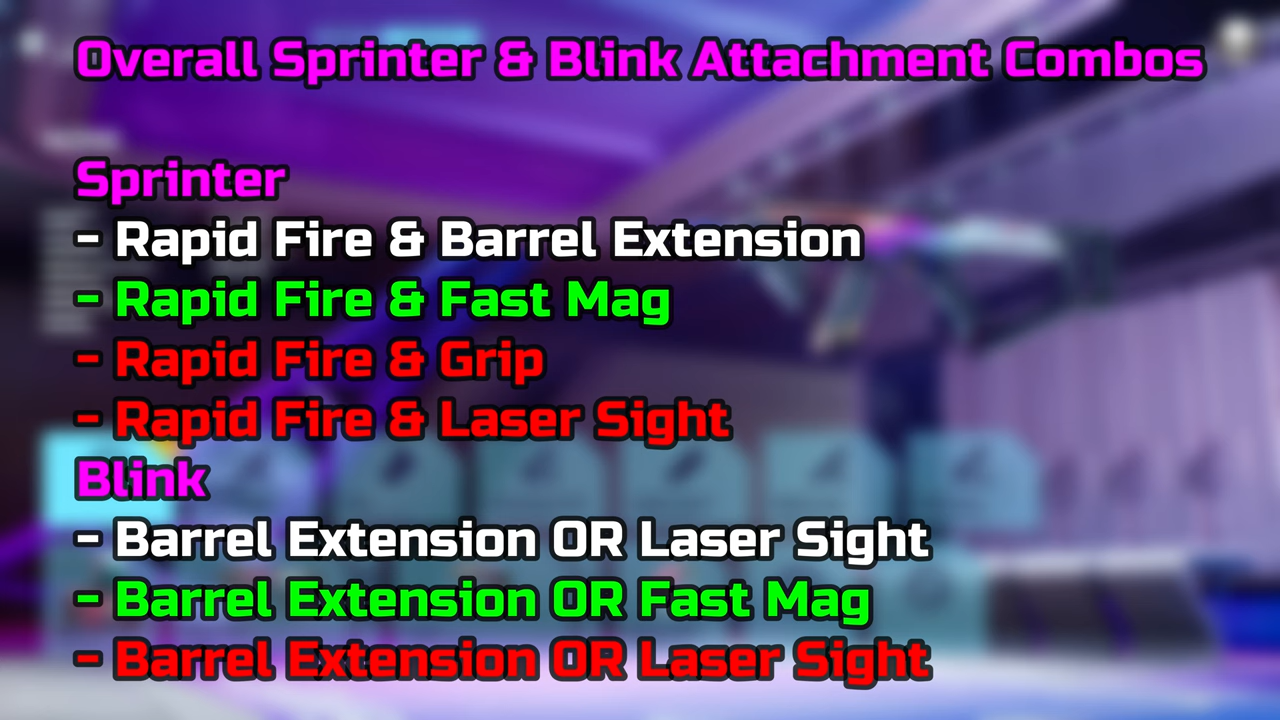 Overall Sprinter & Blink Attachment Combos
Sprinter
- Rapid Fire & Barrel Extension
- Rapid Fire & Fast Mag
- Rapid Fire & Grip
- Rapid Fire & Laser Sight
Blink
- Barrel Extension OR Laser Sight
- Barrel Extension OR Fast Mag
- Barrel Extension OR Laser Sight